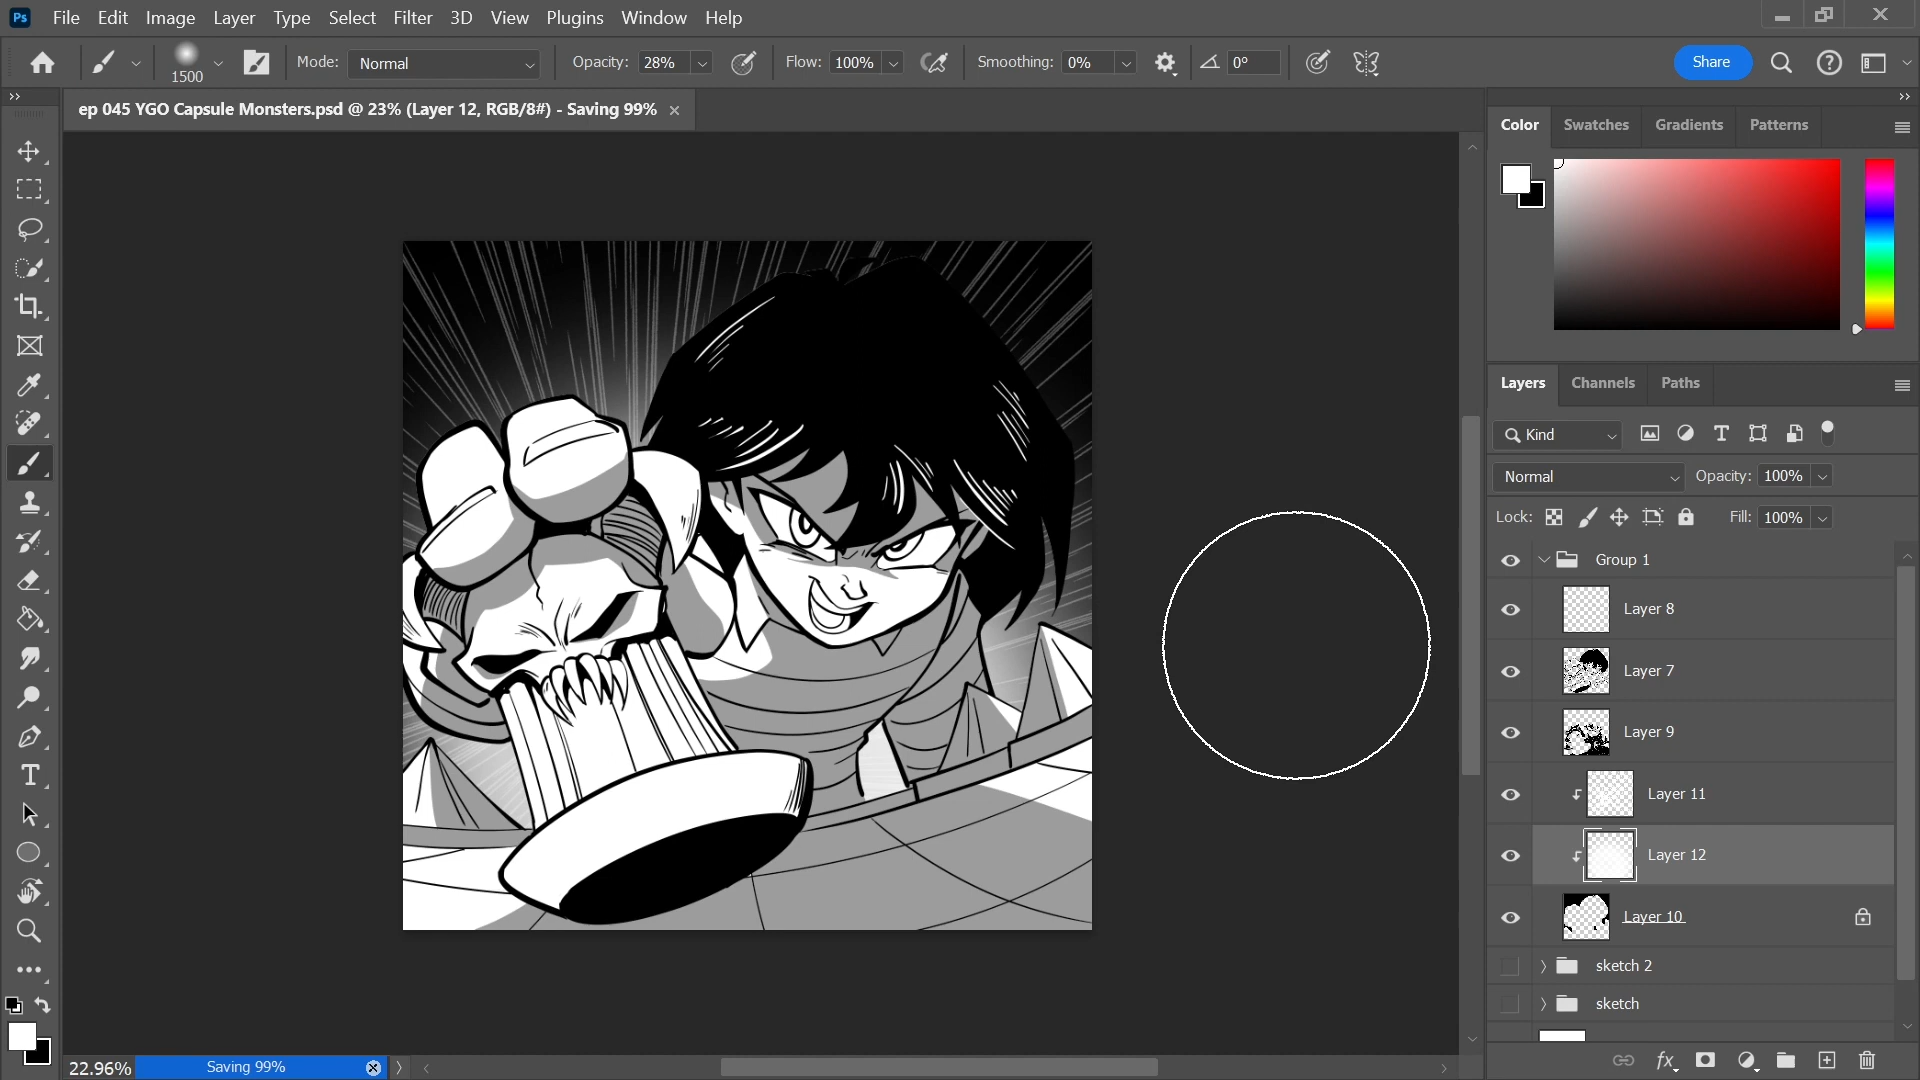 Ps File Edit Image Layer Type Select Filter 3D View Plugins Window Help
1500 Mode: Normal Opacity: 28% Flow: 100% Smoothing: 0% 0° Share
ep 045 YGO Capsule Monsters.psd @ 23% (Layer 12, RGB/8#) - Saving 99%
Color Swatches Gradients Patterns
Layers Channels Paths
Kind
Normal Opacity: 100%
Lock: Fill: 100%
Group 1
Layer 8
Layer 7
Layer 9
Layer 11
Layer 12
Layer 10
sketch 2
sketch
22.96% Saving 99%